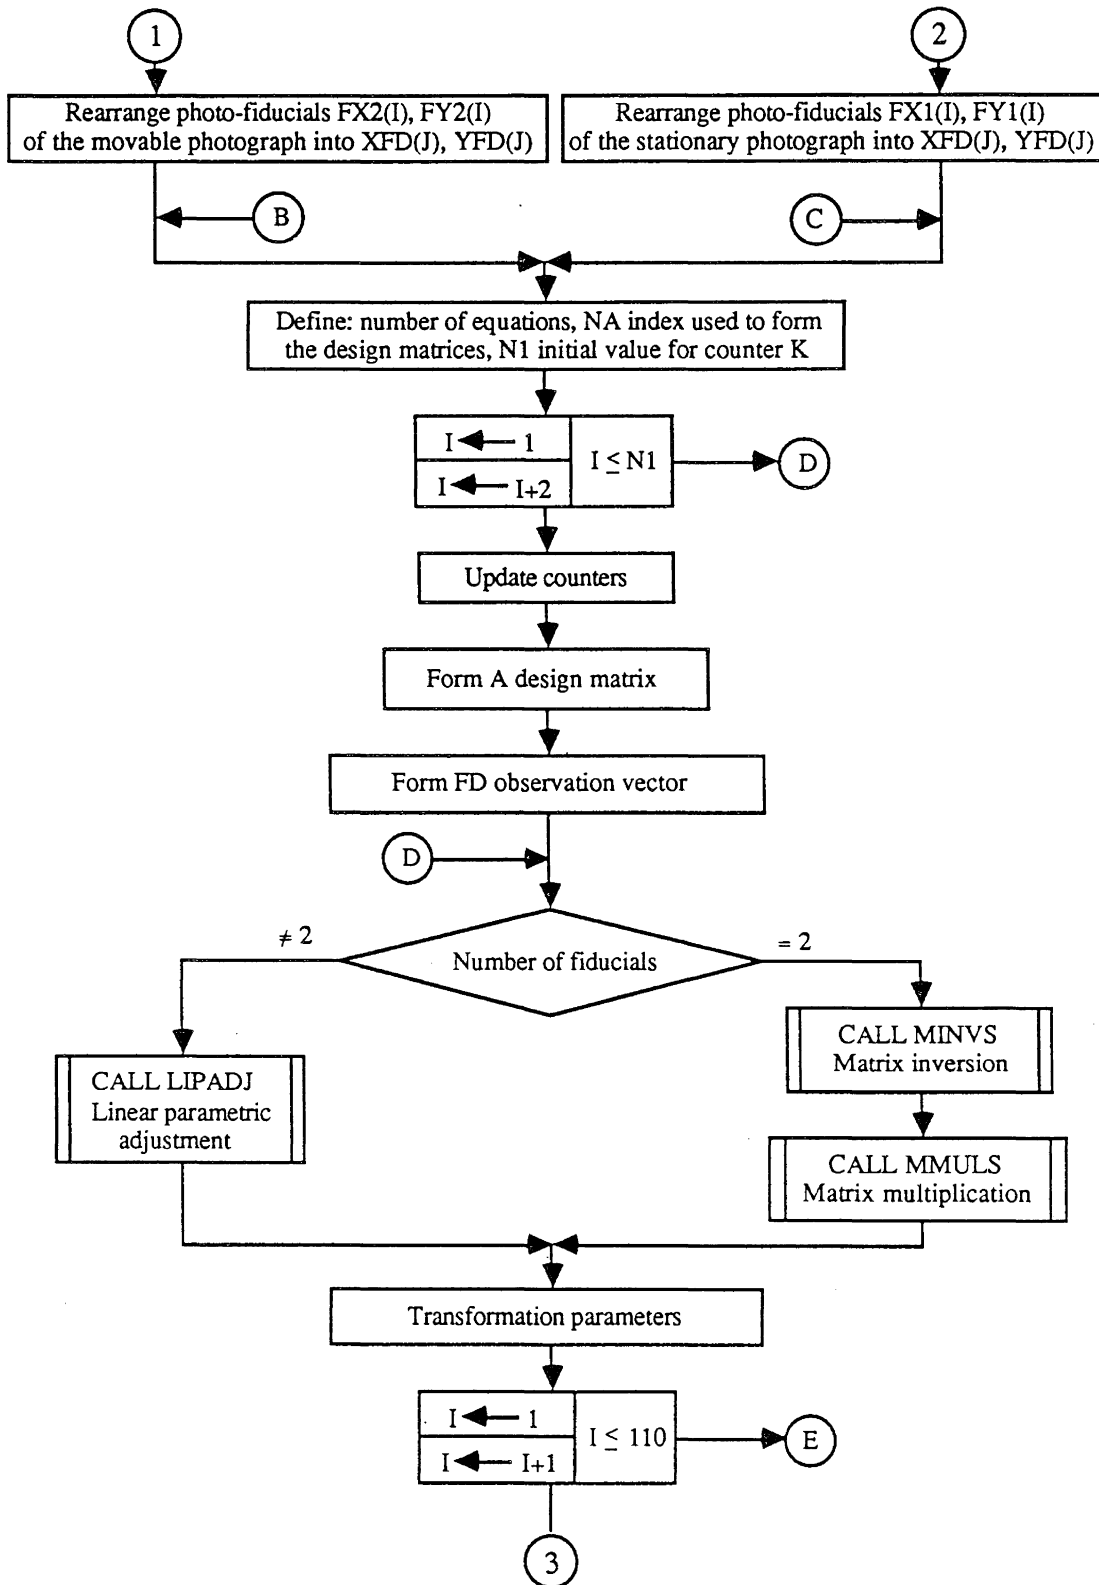 1
2
Rearrange photo-fiducials FX2(I), FY2(I)
of the movable photograph into XFD(J), YFD(J)
Rearrange photo-fiducials FX1(I), FY1(I)
of the stationary photograph into XFD(J), YFD(J)
B
C
Define: number of equations, NA index used to form
the design matrices, N1 initial value for counter K
I ← 1
I ≤ N1
I ← I+2
D
Update counters
Form A design matrix
Form FD observation vector
D
≠ 2
= 2
Number of fiducials
CALL LIPADJ
Linear parametric
adjustment
CALL MINVS
Matrix inversion
CALL MMULS
Matrix multiplication
Transformation parameters
I ← 1
I ≤ 110
I ← I+1
E
3